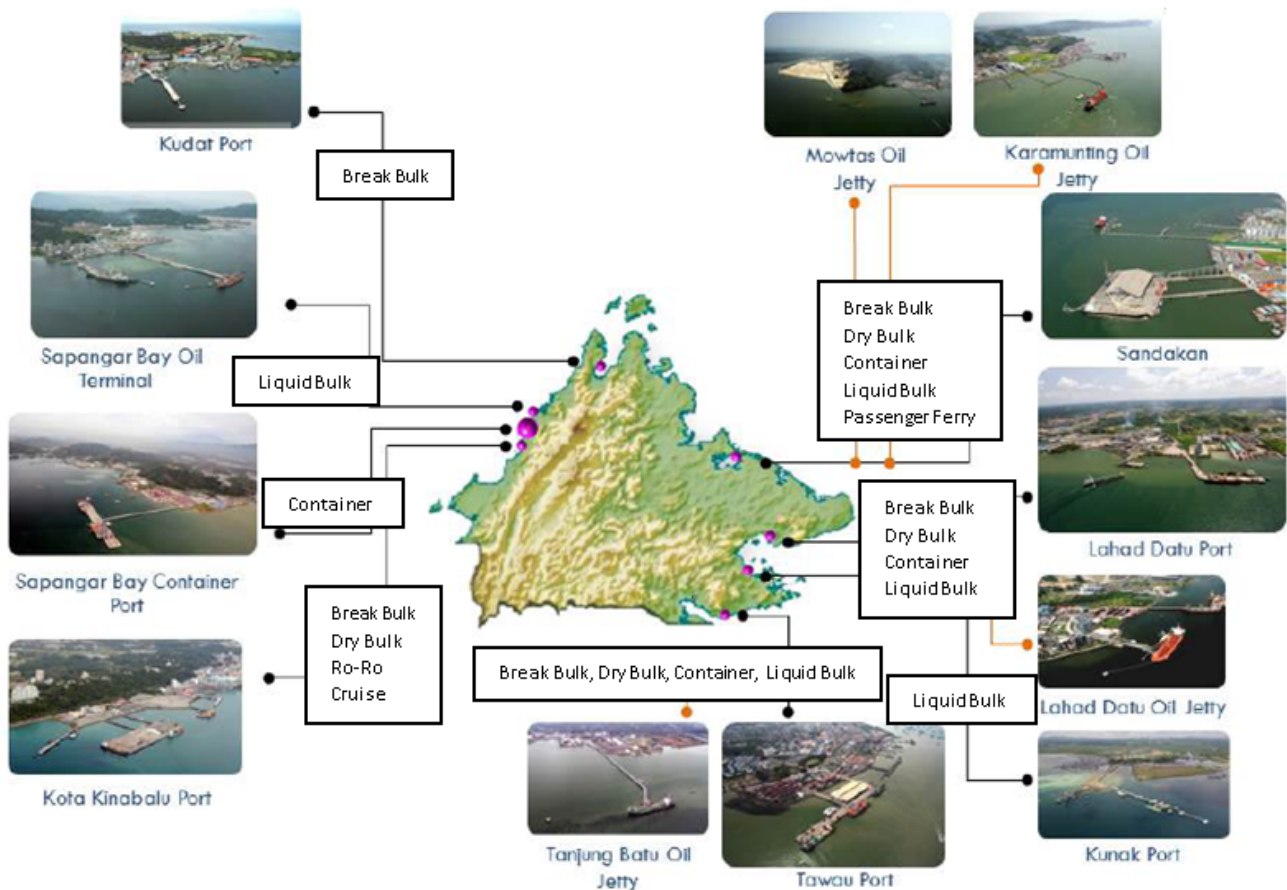 Kudat Port
Break Bulk
Sapangar Bay Oil
Terminal
Liquid Bulk
Sapangar Bay Container
Port
Container
Kota Kinabalu Port
Break Bulk
Dry Bulk
Ro-Ro
Cruise
Mowtas Oil
Jetty
Karamunting Oil
Jetty
Break Bulk
Dry Bulk
Container
Liquid Bulk
Passenger Ferry
Sandakan
Break Bulk
Dry Bulk
Container
Liquid Bulk
Lahad Datu Port
Lahad Datu Oil Jetty
Liquid Bulk
Kunak Port
Break Bulk, Dry Bulk, Container, Liquid Bulk
Tanjung Batu Oil
Jetty
Tawau Port